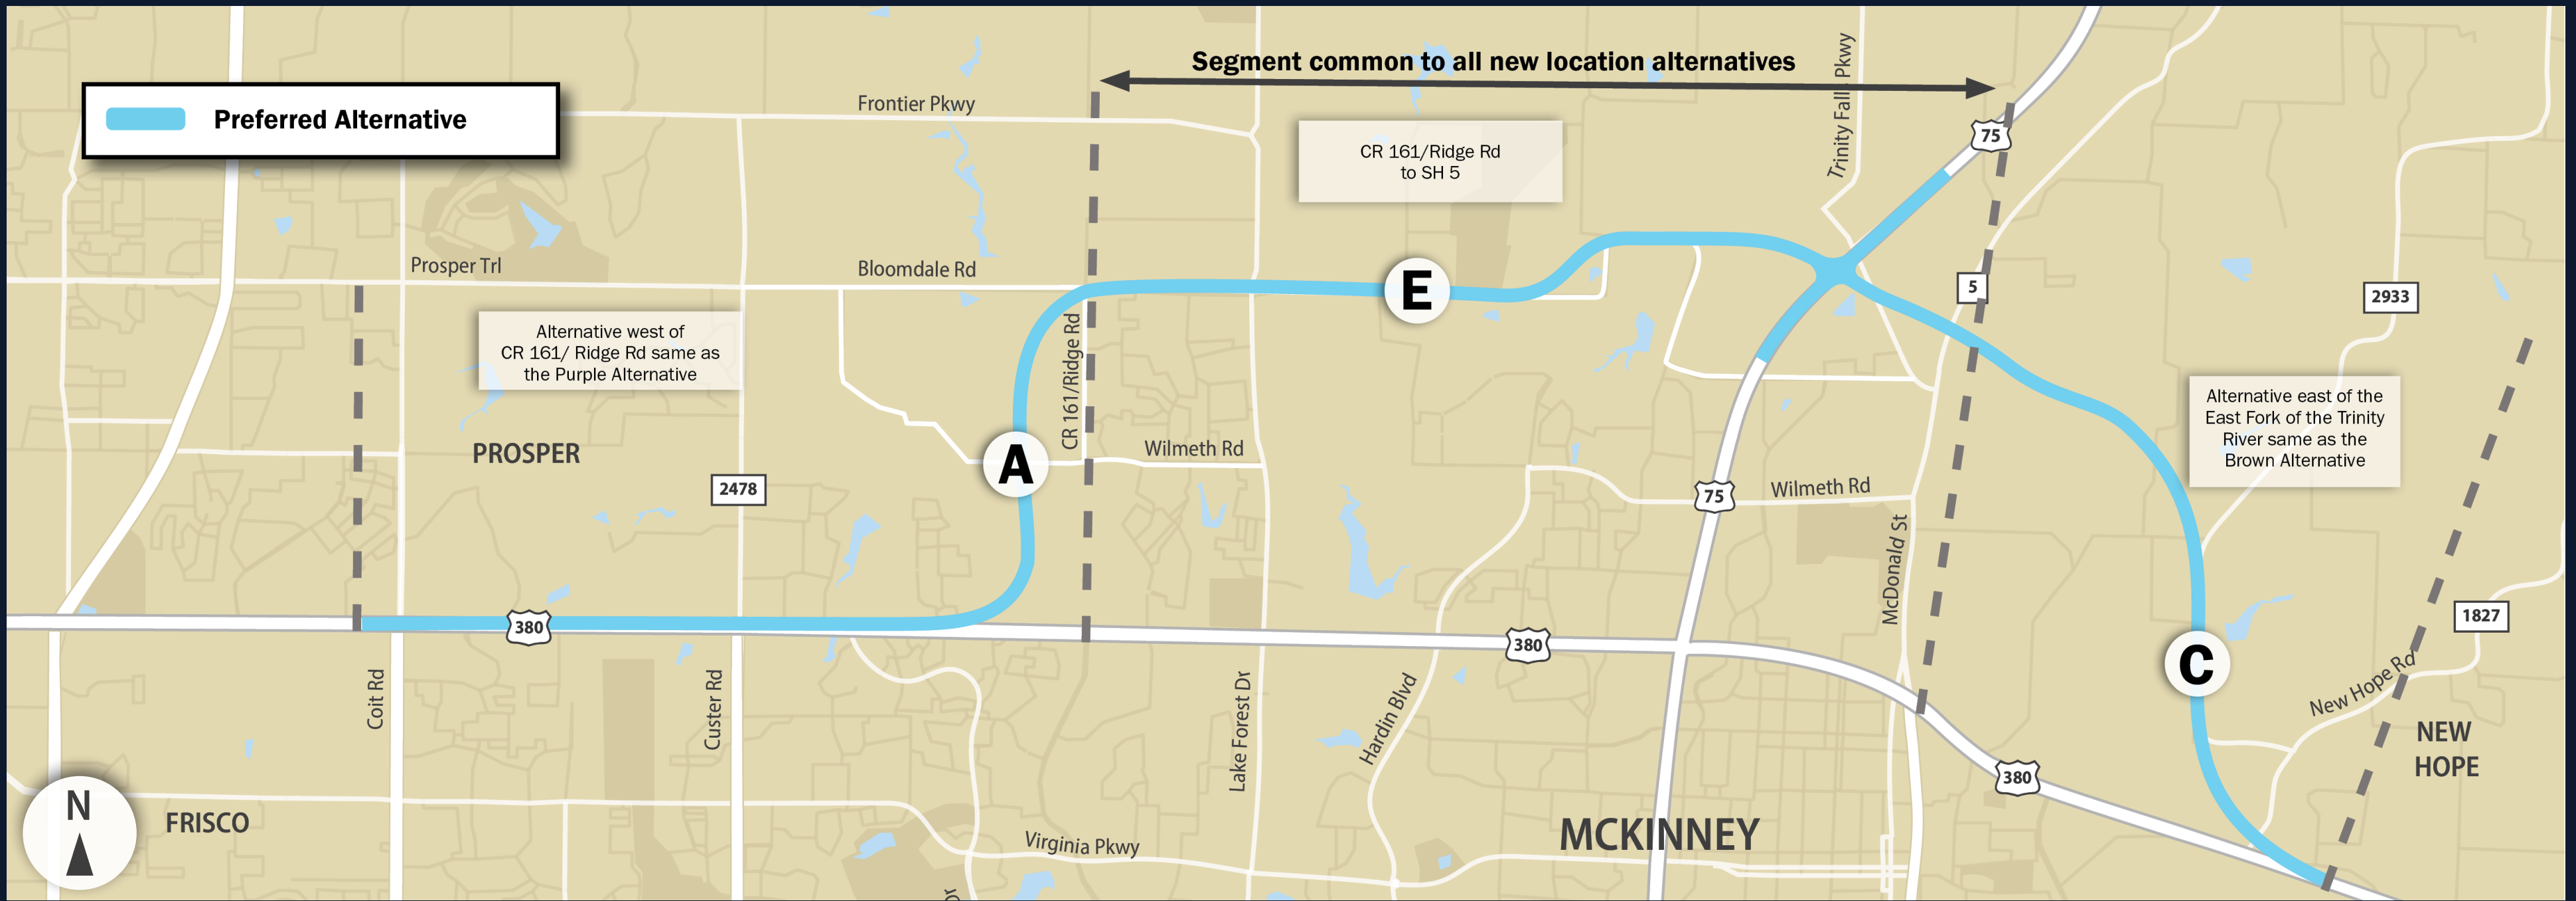 Segment common to all new location alternatives
Preferred Alternative
Frontier Pkwy
Trinity Fall Pkwy
75
CR 161/Ridge Rd
to SH 5
Prosper Trl
Bloomdale Rd
E
5
2933
Alternative west of
CR 161/ Ridge Rd same as
the Purple Alternative
CR 161/Ridge Rd
Alternative east of the
East Fork of the Trinity
River same as the
Brown Alternative
PROSPER
A
Wilmeth Rd
2478
75
Wilmeth Rd
McDonald St
380
380
1827
C
New Hope Rd
Coit Rd
Custer Rd
Lake Forest Dr
Hardin Blvd
NEW
HOPE
380
N
FRISCO
MCKINNEY
Virginia Pkwy
Dr